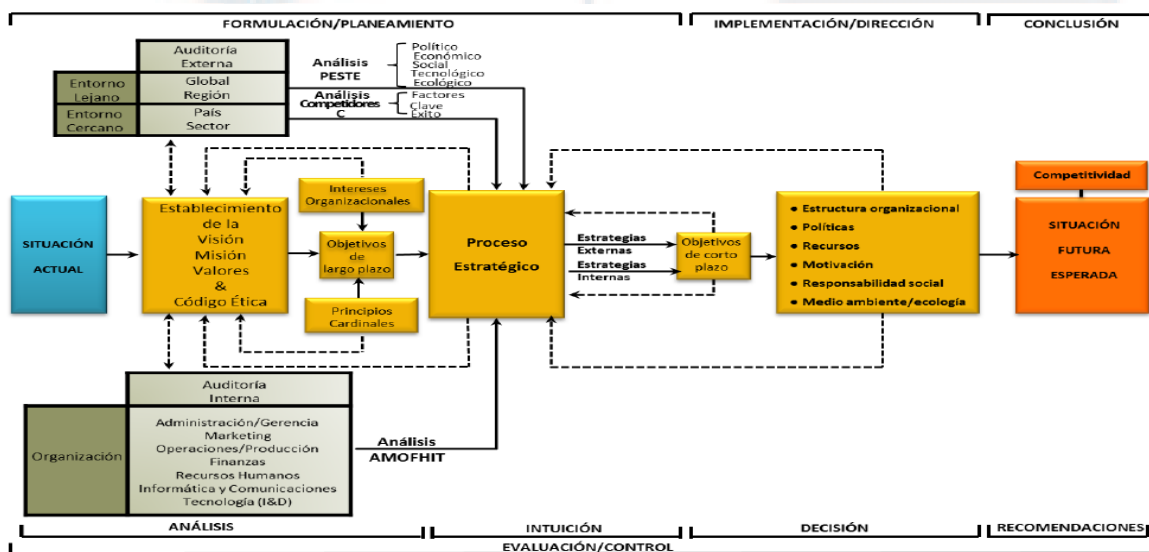 FORMULACIÓN/PLANEAMIENTO
IMPLEMENTACIÓN/DIRECCIÓN
CONCLUSIÓN
Auditoría
Externa
Entorno
Lejano
Global
Región
Entorno
Cercano
País
Sector
Análisis
PESTE
Político
Económico
Social
Tecnológico
Ecológico
Análisis
Competidores
C
Factores
Clave
Exito
SITUACIÓN
ACTUAL
Establecimiento
de la
Visión
Misión
Valores
&
Código Ética
Intereses
Organizacionales
Objetivos de
largo plazo
Principios
Cardinales
Proceso
Estratégico
Estrategias
Externas
Estrategias
Internas
Objetivos
de corto
plazo
• Estructura organizacional
• Políticas
• Recursos
• Motivación
• Responsabilidad social
• Medio ambiente/ecología
Competitividad
SITUACIÓN
FUTURA
ESPERADA
Auditoría
Interna
Organización
Administración/Gerencia
Marketing
Operaciones/Producción
Finanzas
Recursos Humanos
Informática y Comunicaciones
Tecnología (I&D)
Análisis
AMOFHIT
ANÁLISIS
INTUICIÓN
DECISIÓN
RECOMENDACIONES
EVALUACIÓN/CONTROL